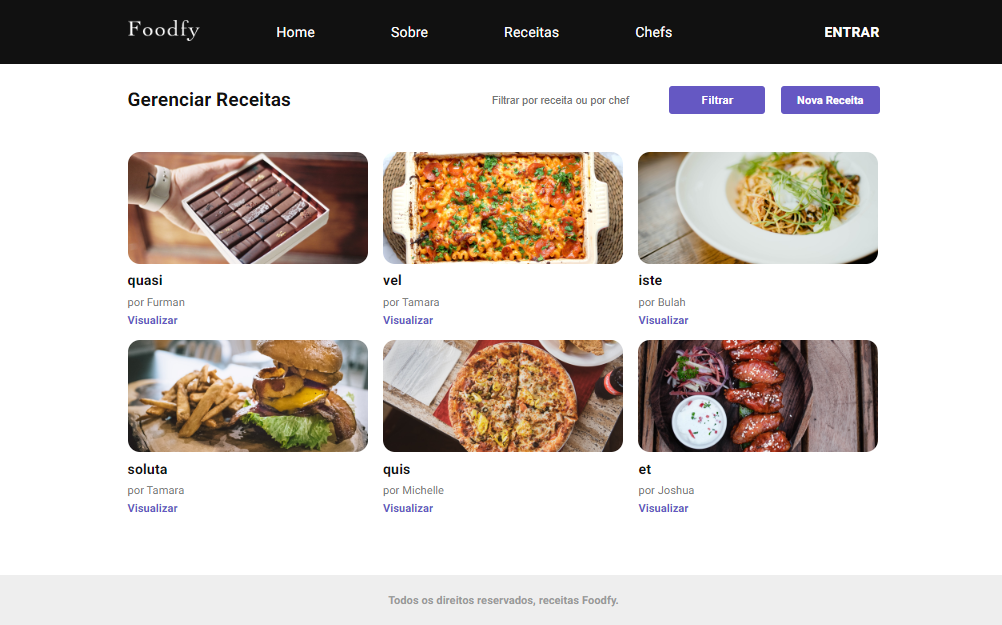 Foodfy Home Sobre Receitas Chefs ENTRAR
Gerenciar Receitas Filtrar por receita ou por chef Filtrar Nova Receita
quasi vel iste
por Furman por Tamara por Bulah
Visualizar Visualizar Visualizar
soluta quis et
por Tamara por Michelle por Joshua
Visualizar Visualizar Visualizar
Todos os direitos reservados, receitas Foodfy.